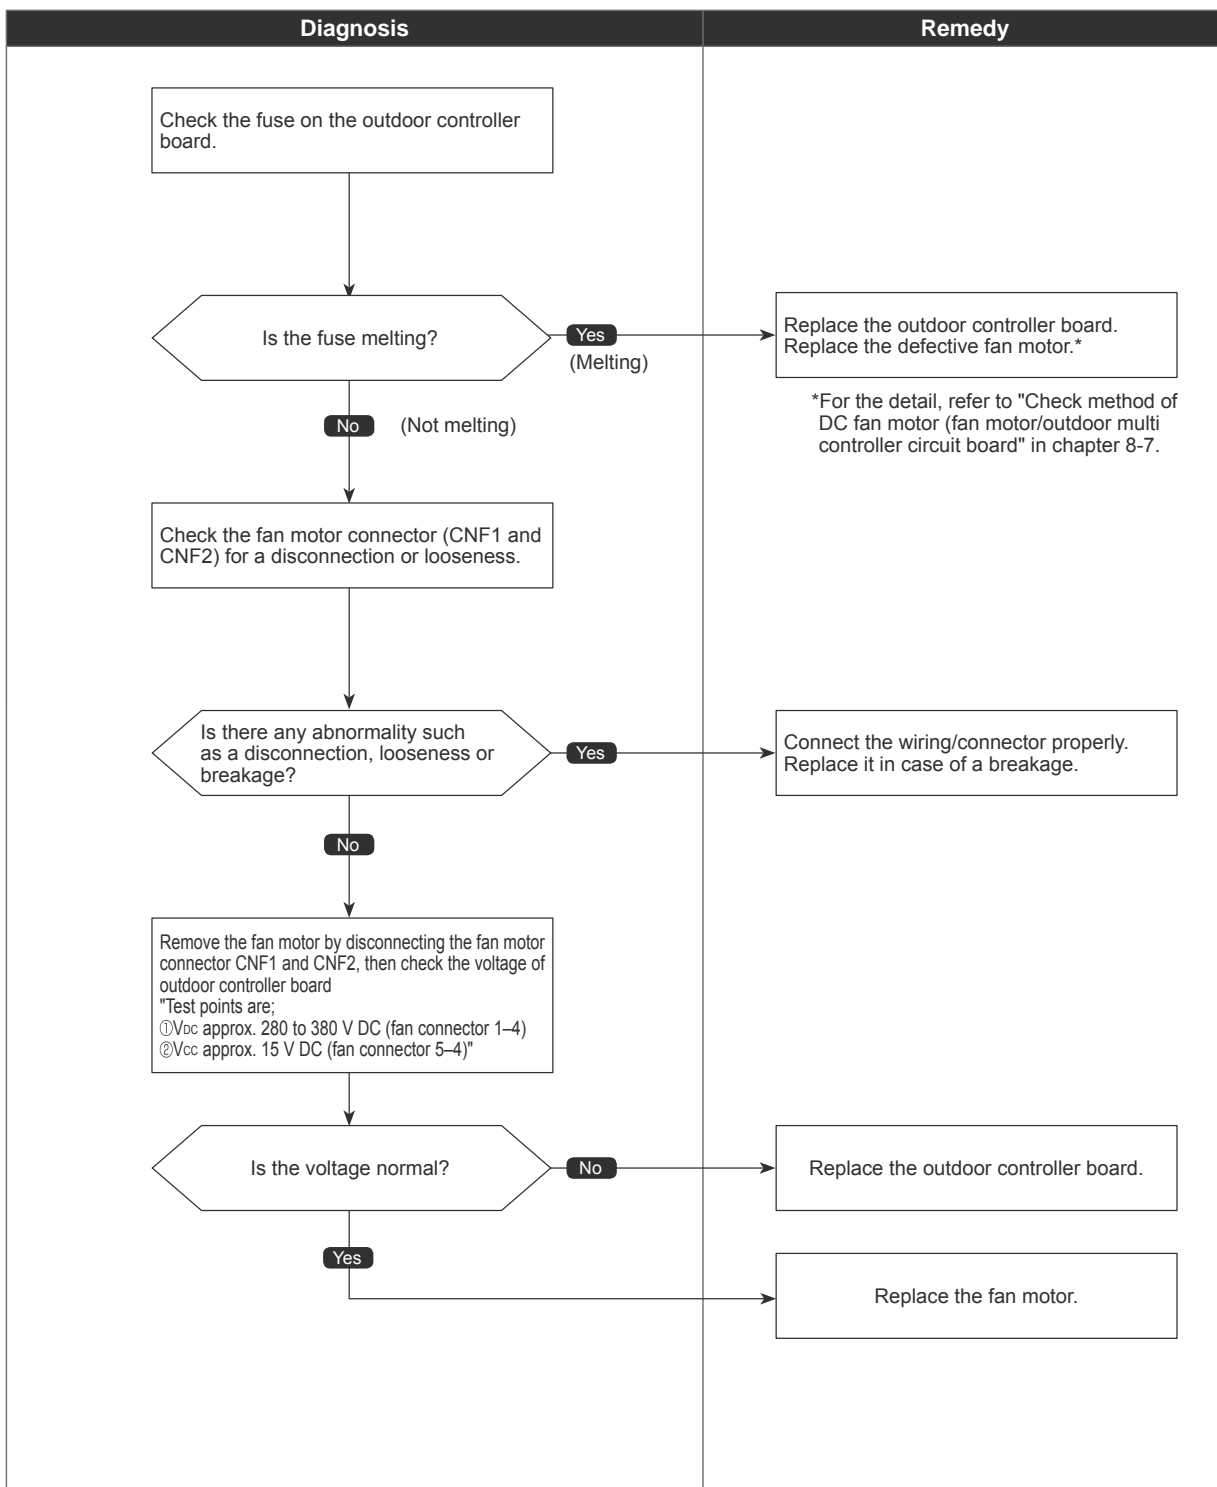 Diagnosis
Remedy
Check the fuse on the outdoor controller
board.
Is the fuse melting?
Yes
(Melting)
Replace the outdoor controller board.
Replace the defective fan motor.*
*For the detail, refer to "Check method of
DC fan motor (fan motor/outdoor multi
controller circuit board" in chapter 8-7.
No
(Not melting)
Check the fan motor connector (CNF1 and
CNF2) for a disconnection or looseness.
Is there any abnormality such
as a disconnection, looseness or
breakage?
Yes
Connect the wiring/connector properly.
Replace it in case of a breakage.
No
Remove the fan motor by disconnecting the fan motor
connector CNF1 and CNF2, then check the voltage of
outdoor controller board
"Test points are;
①VDC approx. 280 to 380 V DC (fan connector 1–4)
②VCC approx. 15 V DC (fan connector 5–4)"
Is the voltage normal?
No
Replace the outdoor controller board.
Yes
Replace the fan motor.